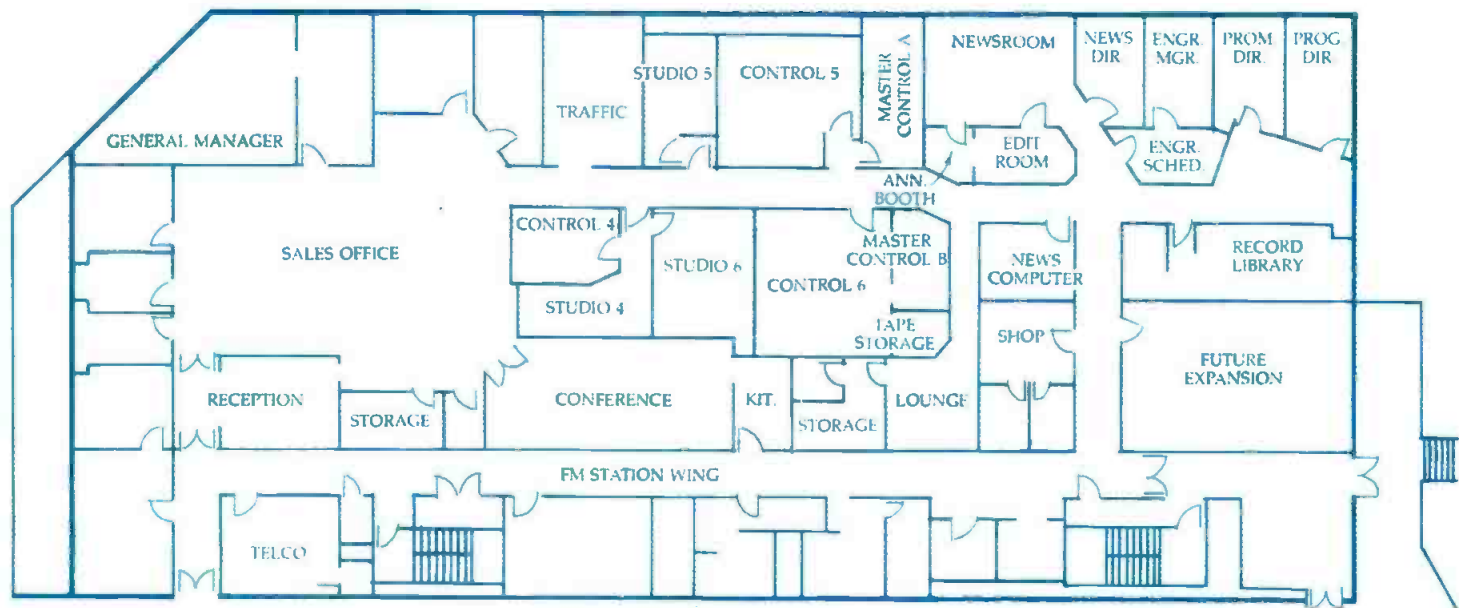 GENERAL MANAGER
TRAFFIC
STUDIO 5
CONTROL 5
MASTER
CONTROL A
NEWSROOM
NEWS
DIR.
ENGR.
MGR.
PROM.
DIR.
PROG.
DIR.
EDIT
ROOM
ENGR.
SCHED.
ANN.
BOOTH
SALES OFFICE
CONTROL 4
STUDIO 4
STUDIO 6
CONTROL 6
MASTER
CONTROL B
TAPE
STORAGE
NEWS
COMPUTER
RECORD
LIBRARY
SHOP
FUTURE
EXPANSION
RECEPTION
STORAGE
CONFERENCE
KIT.
STORAGE
LOUNGE
FM STATION WING
TELCO